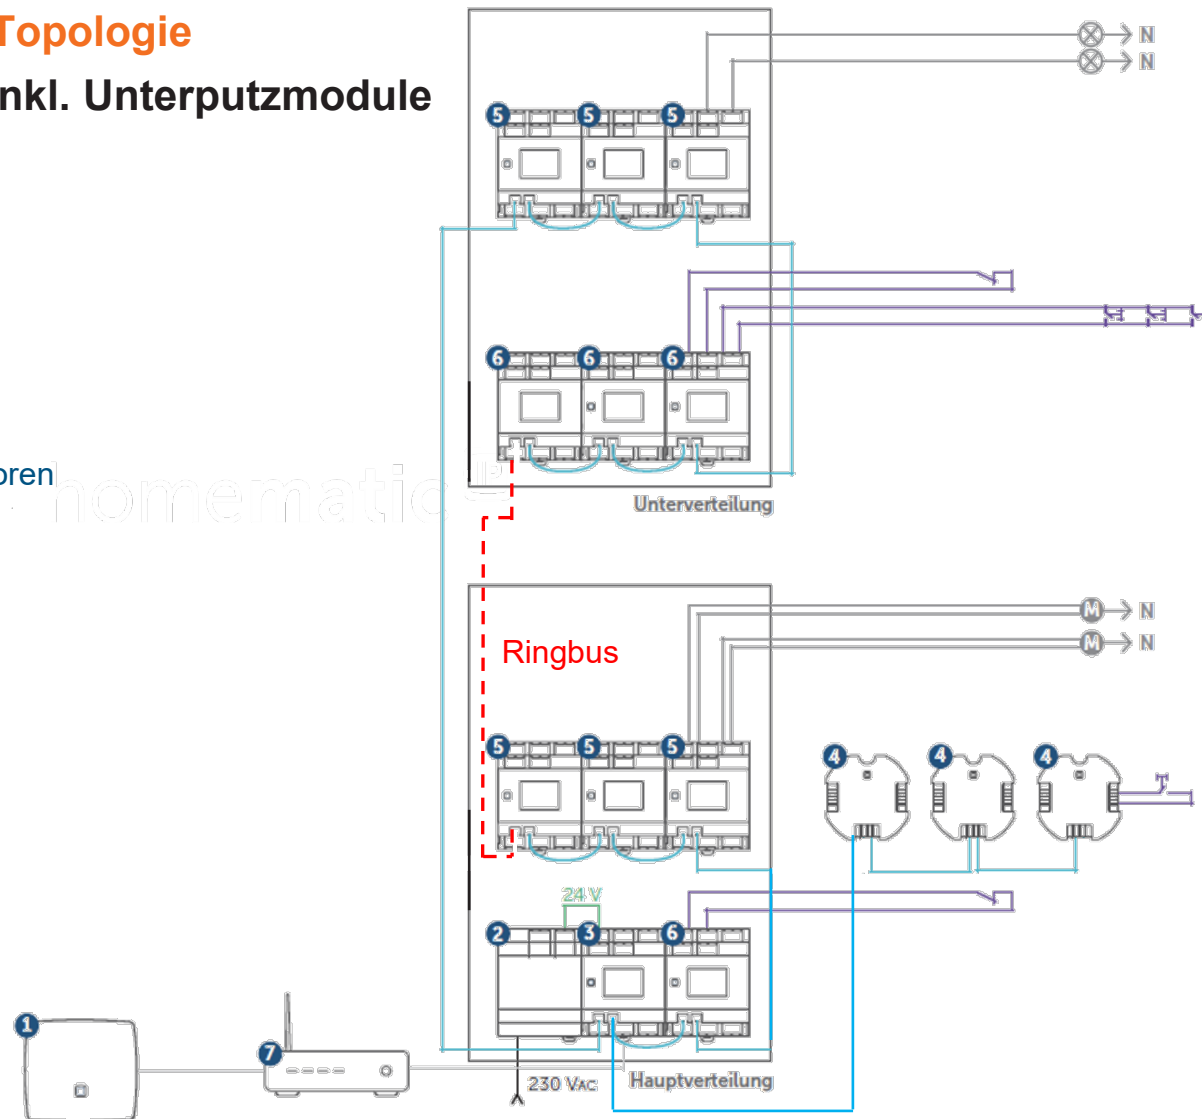 Topologie
nkl. Unterputzmodule
N
N
5 5 5
6 6 6
oren
homematic IP
Unterverteilung
M N
M N
Ringbus
5 5 5
4 4 4
24 V
2 3 6
1
7
230 VAC
Hauptverteilung